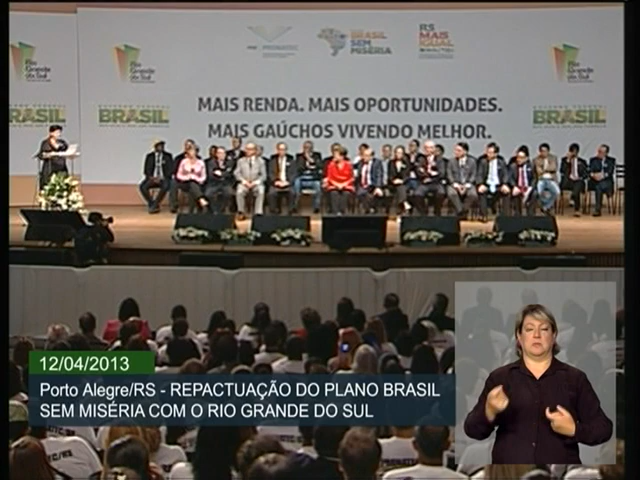 Rio Grande do Sul
PRONATEC
BRASIL SEM MISÉRIA
RS MAIS IGUAL
Rio Grande do Sul
Rio Grande do Sul
BRASIL
BRASIL
BRASIL
MAIS RENDA. MAIS OPORTUNIDADES.
MAIS GAÚCHOS VIVENDO MELHOR.
12/04/2013
Porto Alegre/RS - REPACTUAÇÃO DO PLANO BRASIL
SEM MISÉRIA COM O RIO GRANDE DO SUL